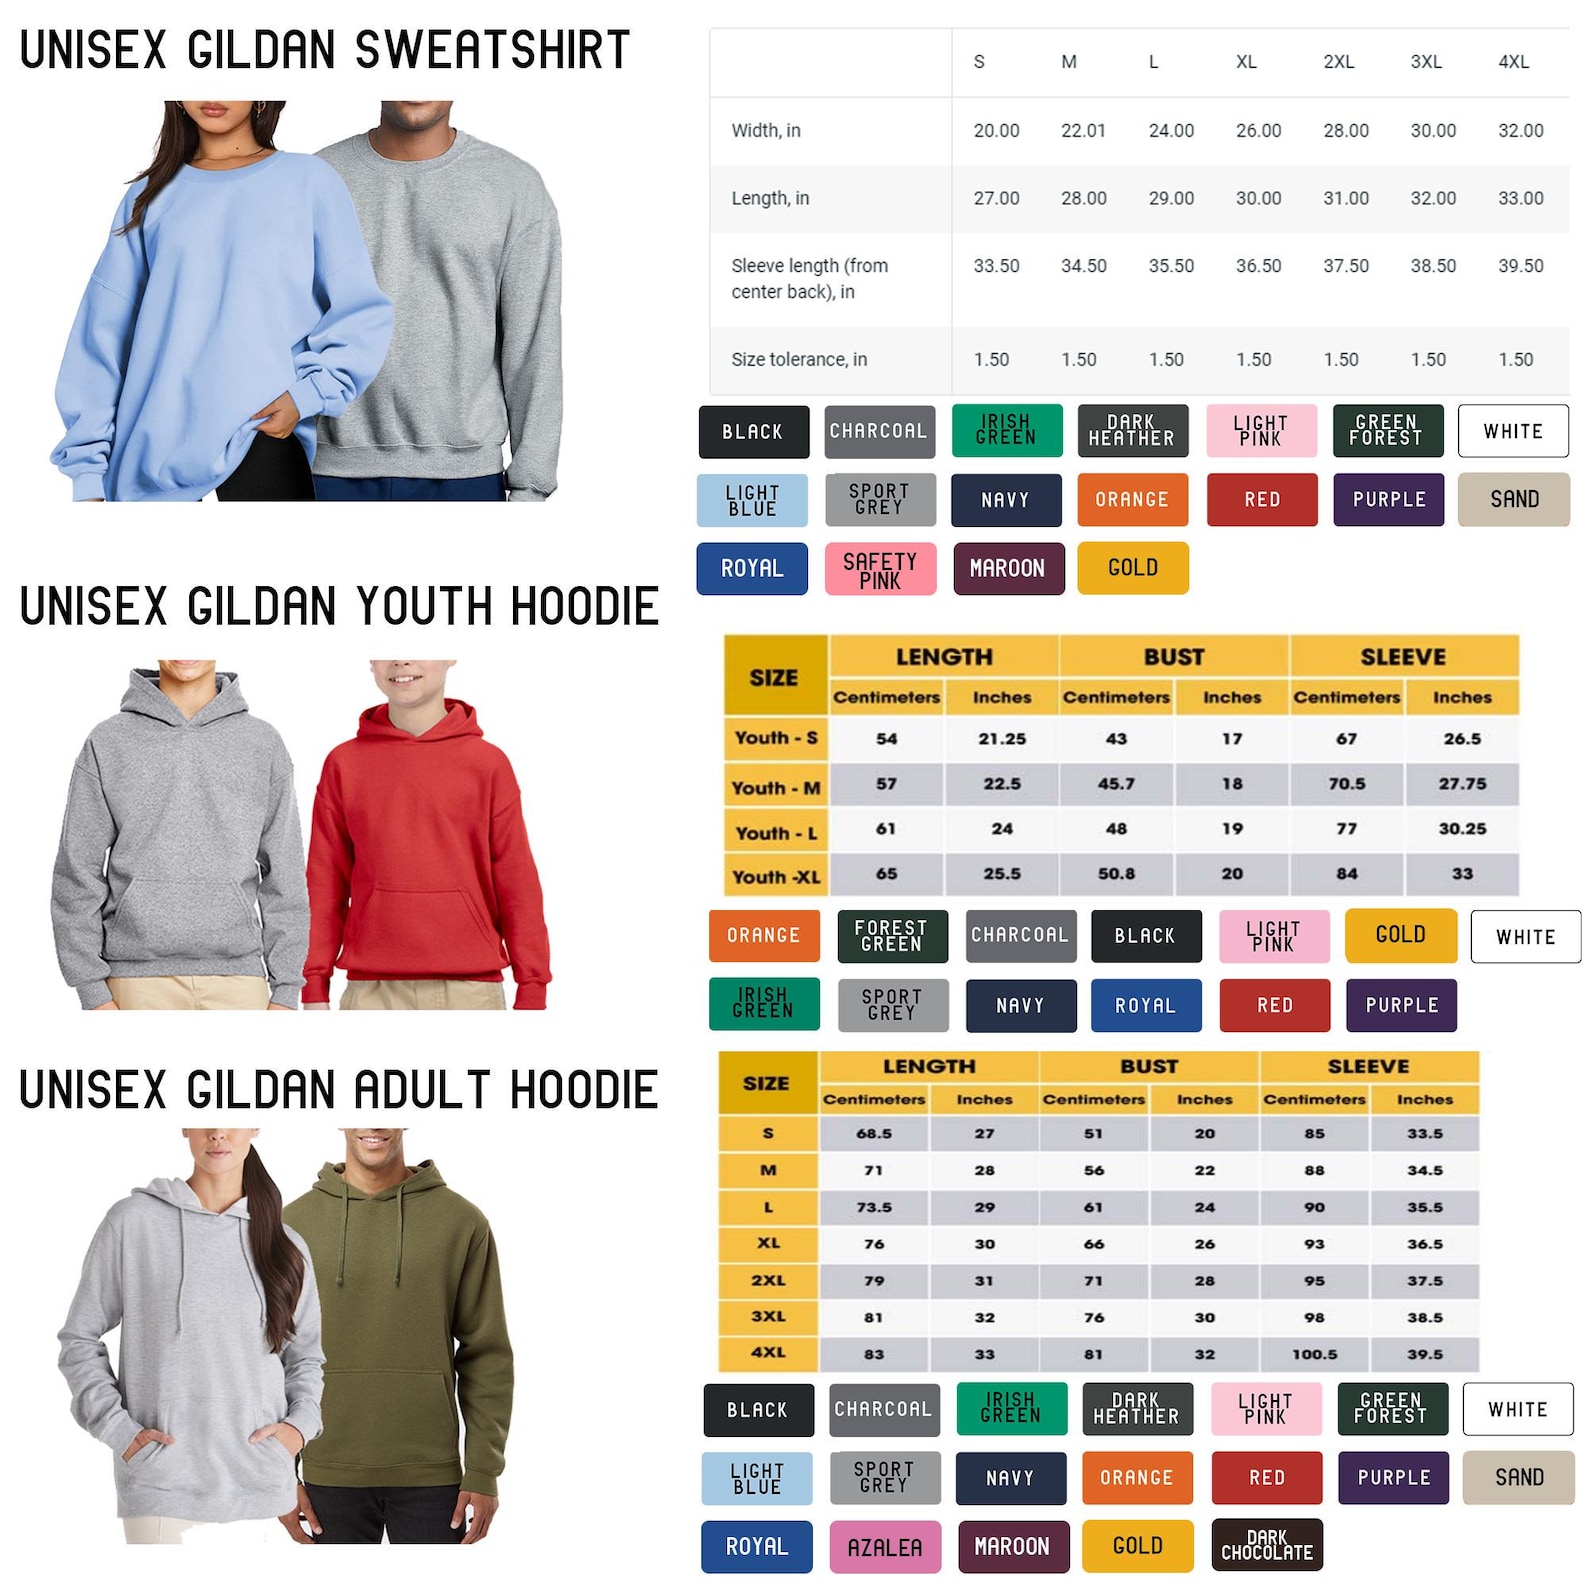 UNISEX GILDAN SWEATSHIRT
S M L XL 2XL 3XL 4XL
Width, in 20.00 22.01 24.00 26.00 28.00 30.00 32.00
Length, in 27.00 28.00 29.00 30.00 31.00 32.00 33.00
Sleeve length (from 33.50 34.50 35.50 36.50 37.50 38.50 39.50
center back), in
Size tolerance, in 1.50 1.50 1.50 1.50 1.50 1.50 1.50
BLACK
CHARCOAL
IRISH
GREEN
DARK
HEATHER
LIGHT
PINK
GREEN
FOREST
WHITE
LIGHT
BLUE
SPORT
GREY
NAVY
ORANGE
RED
PURPLE
SAND
ROYAL
SAFETY
PINK
MAROON
GOLD
UNISEX GILDAN YOUTH HOODIE
SIZE LENGTH BUST SLEEVE
Centimeters Inches Centimeters Inches Centimeters Inches
Youth - S 54 21.25 43 17 67 26.5
Youth - M 57 22.5 45.7 18 70.5 27.75
Youth - L 61 24 48 19 77 30.25
Youth -XL 65 25.5 50.8 20 84 33
ORANGE
FOREST
GREEN
CHARCOAL
BLACK
LIGHT
PINK
GOLD
WHITE
IRISH
GREEN
SPORT
GREY
NAVY
ROYAL
RED
PURPLE
UNISEX GILDAN ADULT HOODIE
SIZE LENGTH BUST SLEEVE
Centimeters Inches Centimeters Inches Centimeters Inches
S 68.5 27 51 20 85 33.5
M 71 28 56 22 88 34.5
L 73.5 29 61 24 90 35.5
XL 76 30 66 26 93 36.5
2XL 79 31 71 28 95 37.5
3XL 81 32 76 30 98 38.5
4XL 83 33 81 32 100.5 39.5
BLACK
CHARCOAL
IRISH
GREEN
DARK
HEATHER
LIGHT
PINK
GREEN
FOREST
WHITE
LIGHT
BLUE
SPORT
GREY
NAVY
ORANGE
RED
PURPLE
SAND
ROYAL
AZALEA
MAROON
GOLD
DARK
CHOCOLATE